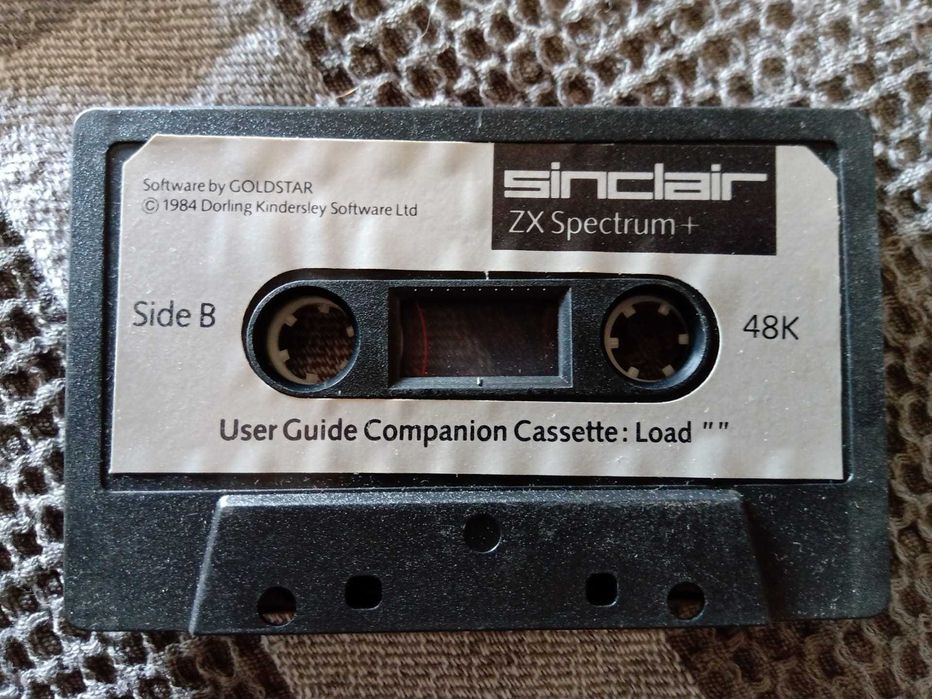 Software by GOLDSTAR
© 1984 Dorling Kindersley Software Ltd
sinclair
ZX Spectrum+
Side B
48K
User Guide Companion Cassette: Load " "